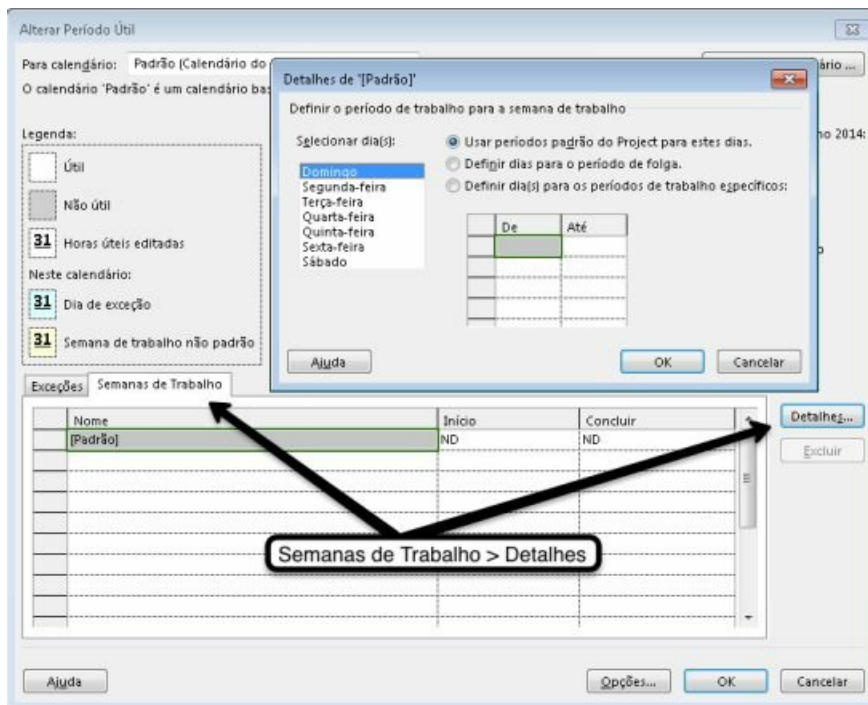 Alterar Período Útil
Para calendário: Padrão (Calendário do
ário ...
O calendário 'Padrão' é um calendário bas
Legenda:
Útil
Não útil
31 Horas úteis editadas
Neste calendário:
31 Dia de exceção
31 Semana de trabalho não padrão
ho 2014:
o
Detalhes de '[Padrão]'
Definir o período de trabalho para a semana de trabalho
Selecionar dia(s):
Domingo
Segunda-feira
Terça-feira
Quarta-feira
Quinta-feira
Sexta-feira
Sábado
Usar períodos padrão do Project para estes dias.
Definir dias para o período de folga.
Definir dia(s) para os períodos de trabalho específicos:
De Até
Ajuda OK Cancelar
Exceções Semanas de Trabalho
Nome Início Concluir
[Padrão] ND ND
Detalhes...
Excluir
Semanas de Trabalho > Detalhes
Ajuda Opções... OK Cancelar